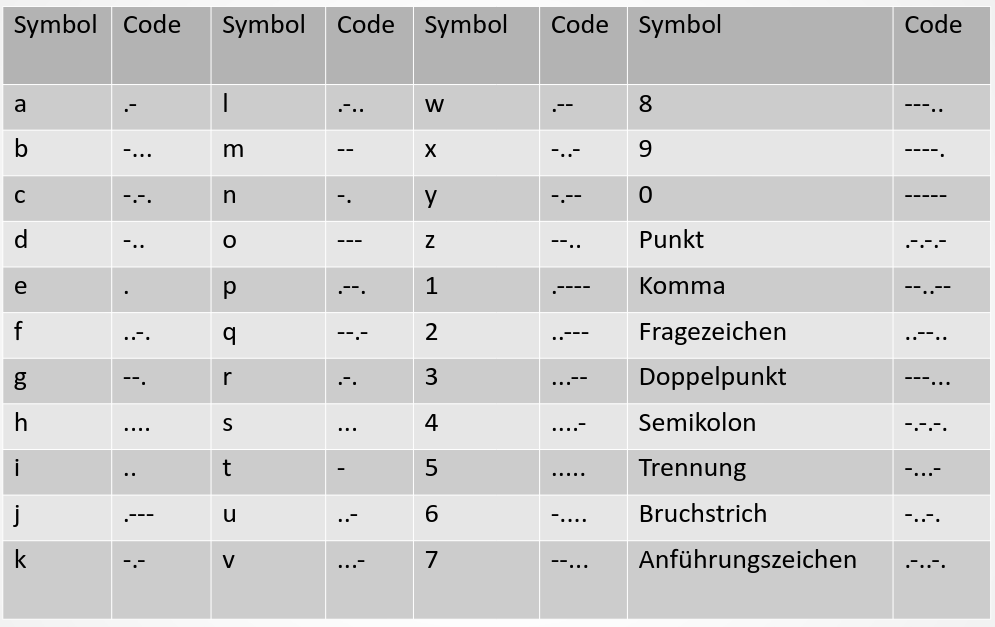 Symbol Code Symbol Code Symbol Code Symbol Code
a .- l .-.. w .-- 8 ---..
b -... m -- x -..- 9 ----.
c -.-. n -. y -.-- 0 -----
d -.. o --- z --.. Punkt .-.-.-
e . p .--. 1 .---- Komma --..--
f ..-. q --.- 2 ..--- Fragezeichen ..--..
g --. r .-. 3 ...-- Doppelpunkt ---...
h .... s ... 4 ....- Semikolon -.-.-.
i .. t - 5 ..... Trennung -...-
j .--- u ..- 6 -.... Bruchstrich -..-.
k -.- v ...- 7 --... Anführungszeichen .-..-.